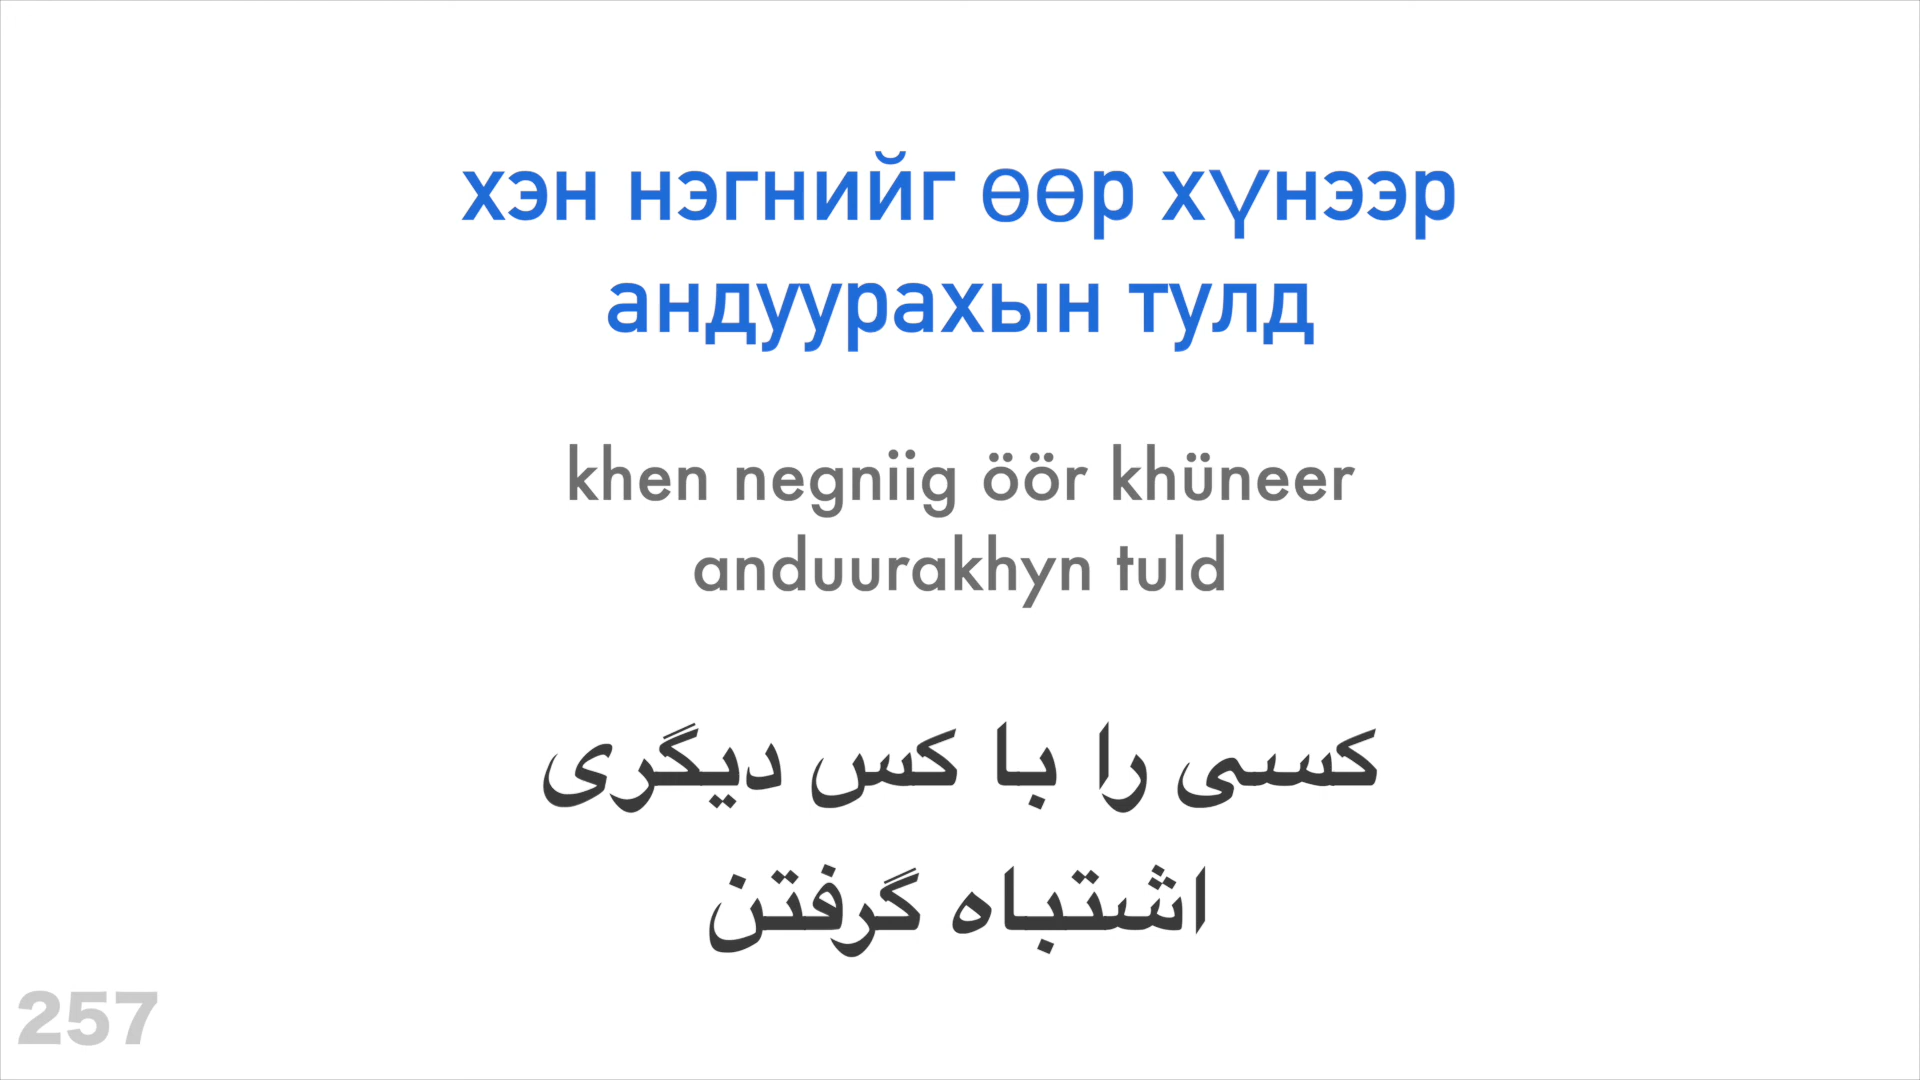 хэн нэгнийг өөр хүнээр
андуурахын тулд
khen negniig öör khüneer
anduurakhyn tuld
کسی را با کس دیگری
اشتباه گرفتن
257